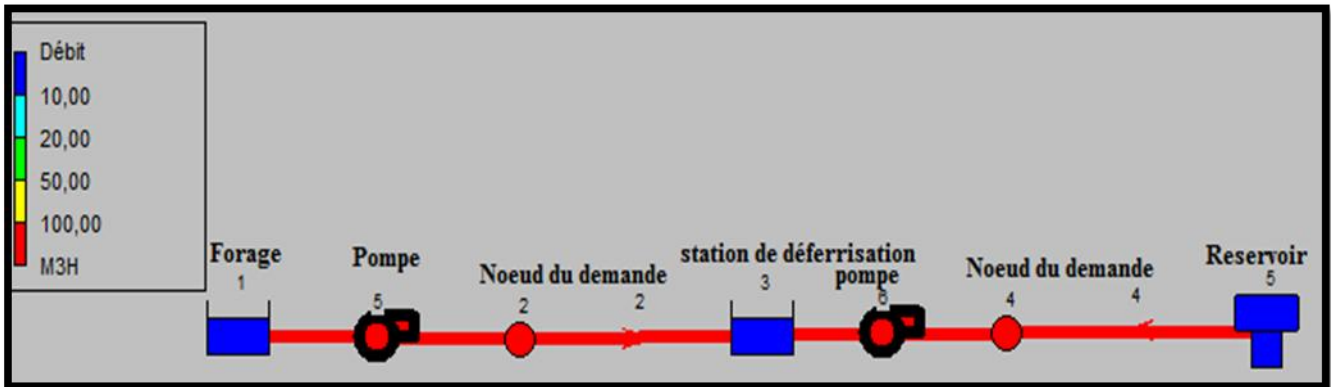 Débit
10,00
20,00
50,00
100,00
M3H
Forage
1
Pompe
5
Noeud du demande
2
2
station de déferrisation
3
pompe
6
Noeud du demande
4
4
Reservoir
5